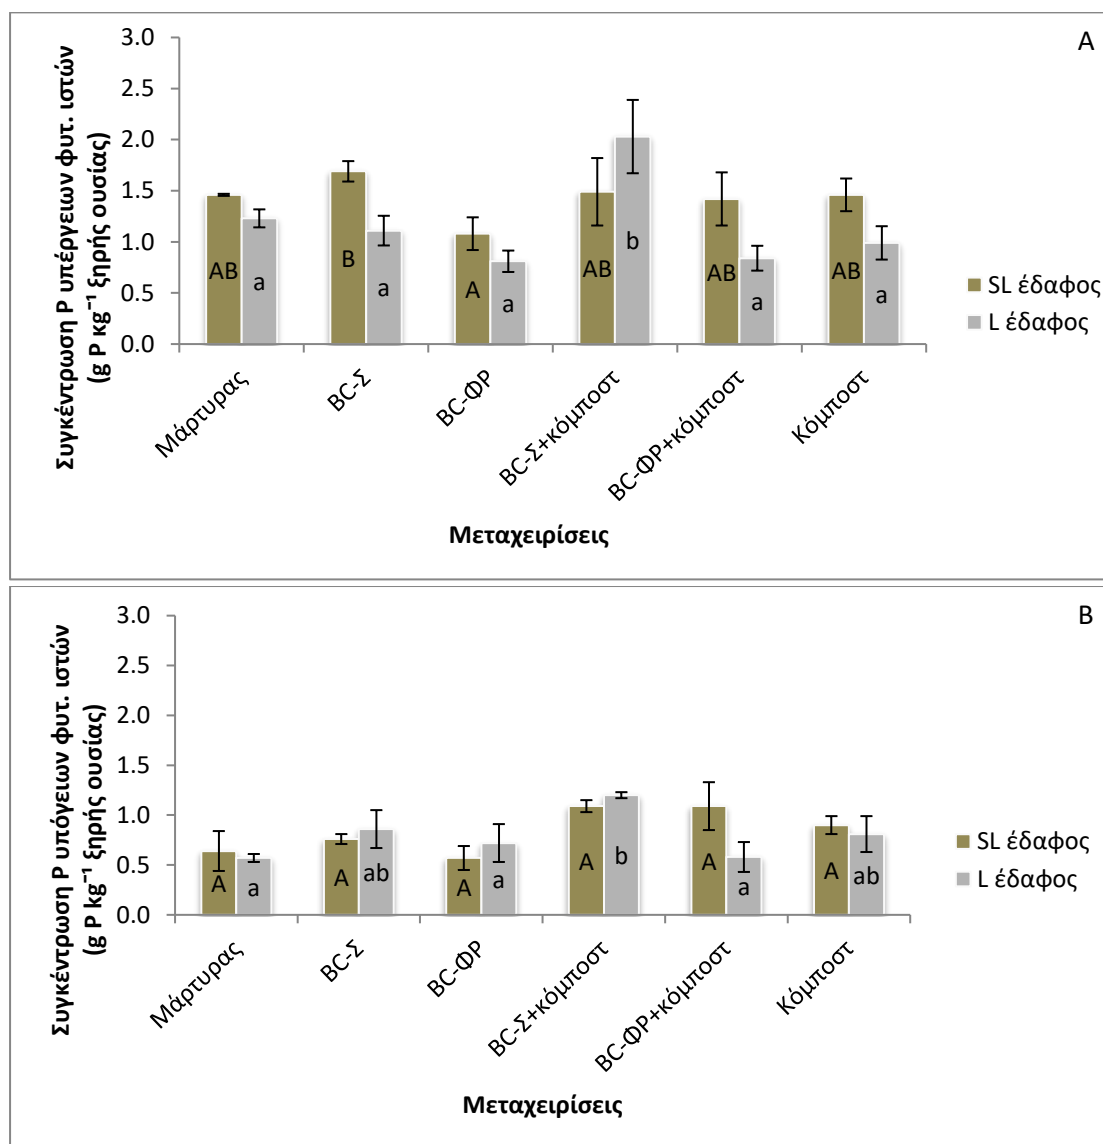 A
Συγκέντρωση P υπέργειων φυτ. ιστών
(g P kg⁻¹ ξηρής ουσίας)
3.0
2.5
2.0
1.5
1.0
0.5
0.0
AB
a
B
a
A
a
AB
b
AB
a
AB
a
SL έδαφος
L έδαφος
Μάρτυρας
BC-Σ
BC-ΦΡ
BC-Σ+κόμποστ
BC-ΦΡ+κόμποστ
Κόμποστ
Μεταχειρίσεις
B
Συγκέντρωση P υπόγειων φυτ. ιστών
(g P kg⁻¹ ξηρής ουσίας)
3.0
2.5
2.0
1.5
1.0
0.5
0.0
A
a
A
ab
A
a
A
b
A
a
A
ab
SL έδαφος
L έδαφος
Μάρτυρας
BC-Σ
BC-ΦΡ
BC-Σ+κόμποστ
BC-ΦΡ+κόμποστ
Κόμποστ
Μεταχειρίσεις